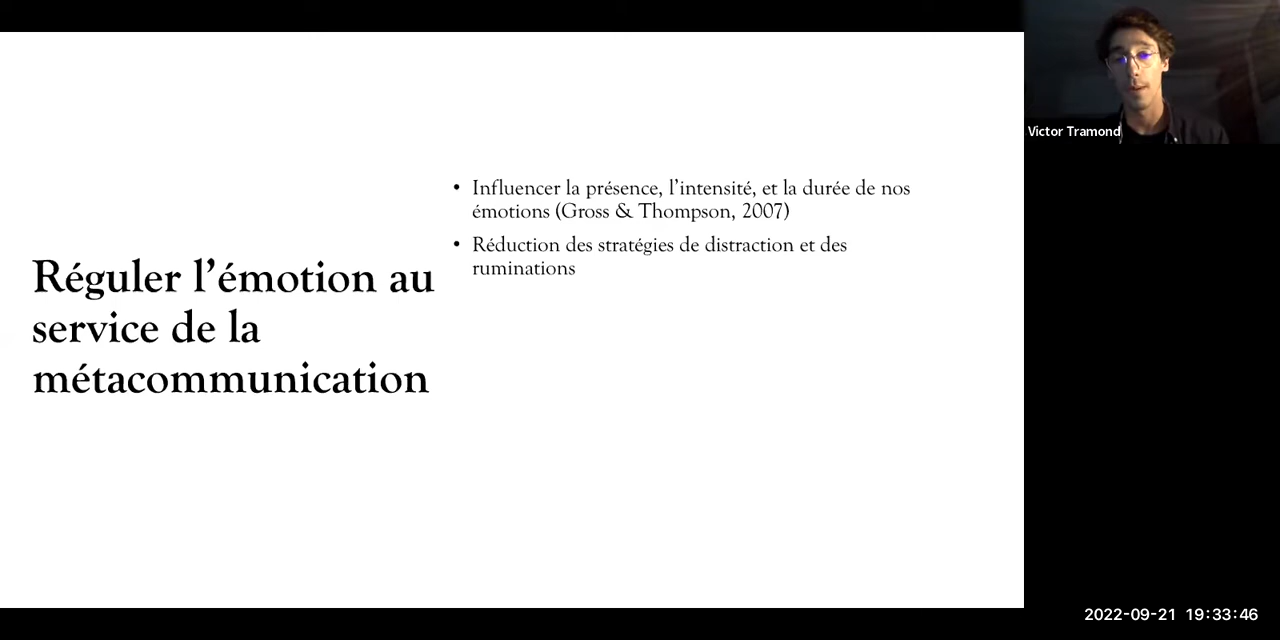 Réguler l’émotion au
service de la
métacommunication
• Influencer la présence, l’intensité, et la durée de nos
émotions (Gross & Thompson, 2007)
• Réduction des stratégies de distraction et des
ruminations
Victor Tramond
2022-09-21 19:33:46